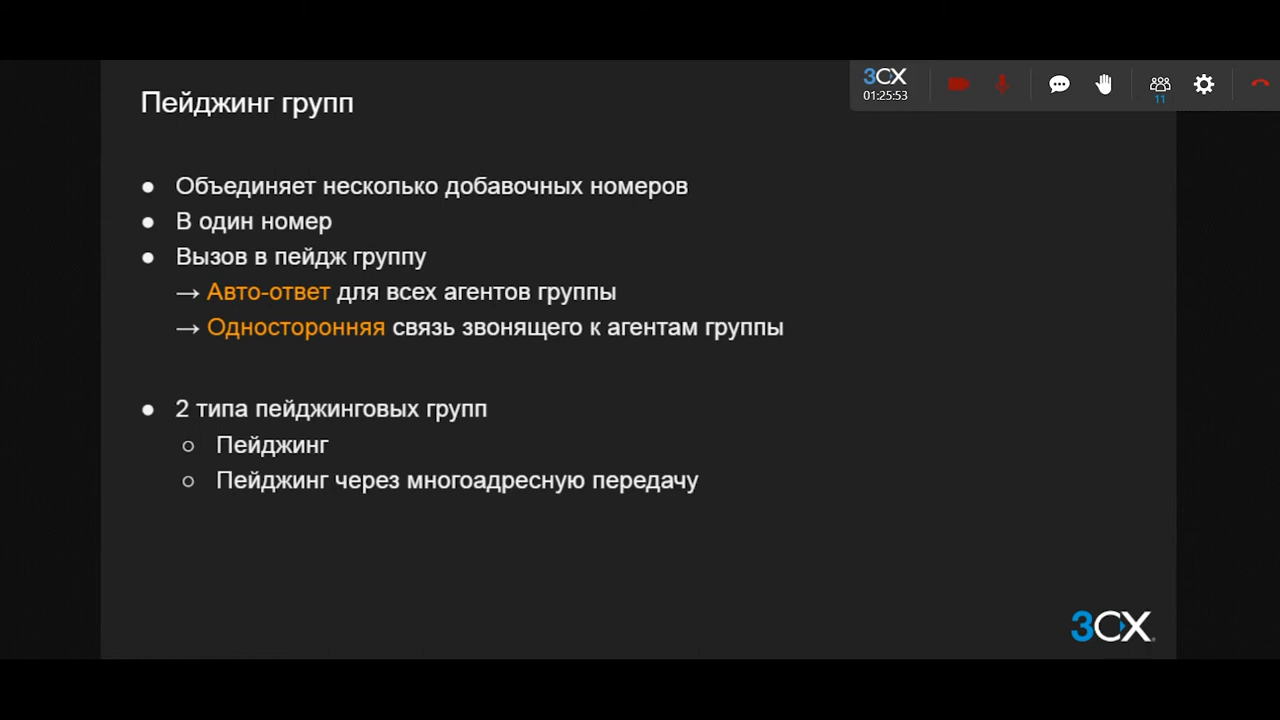 3CX
01:25:53
11
Пейджинг групп
● Объединяет несколько добавочных номеров
● В один номер
● Вызов в пейдж группу
→ Авто-ответ для всех агентов группы
→ Односторонняя связь звонящего к агентам группы
● 2 типа пейджинговых групп
○ Пейджинг
○ Пейджинг через многоадресную передачу
3CX